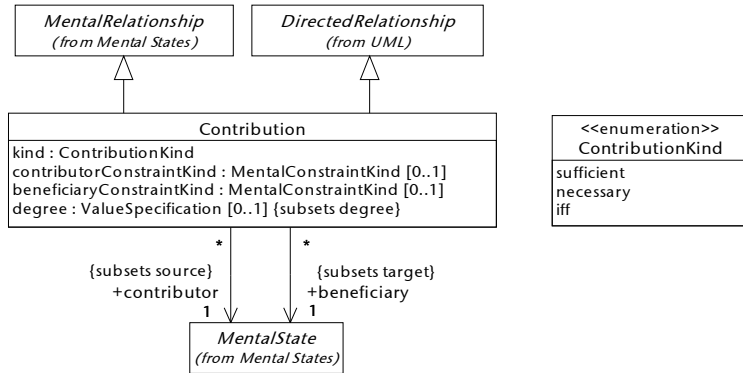 MentalRelationship
(from Mental States)
DirectedRelationship
(from UML)
Contribution
kind : ContributionKind
contributorConstraintKind : MentalConstraintKind [0..1]
beneficiaryConstraintKind : MentalConstraintKind [0..1]
degree : ValueSpecification [0..1] {subsets degree}
<<enumeration>>
ContributionKind
sufficient
necessary
iff
* *
{subsets source} {subsets target}
+contributor +beneficiary
1 1
MentalState
(from Mental States)